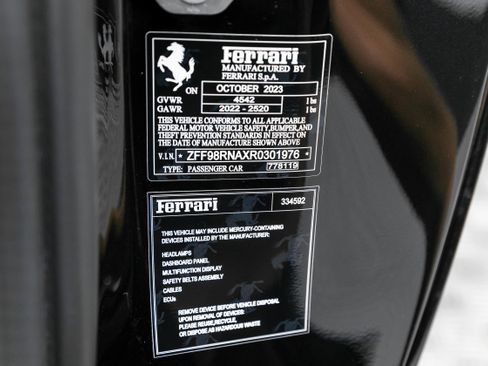 Ferrari
MANUFACTURED BY
FERRARI S.p.A.
ON OCTOBER 2023
GVWR 4542 lbs
GAWR 2022 - 2520 lbs
THIS VEHICLE CONFORMS TO ALL APPLICABLE
FEDERAL MOTOR VEHICLE SAFETY, BUMPER, AND
THEFT PREVENTION STANDARDS IN EFFECT ON
THE DATE OF MANUFACTURE SHOWN ABOVE
V.I.N. * ZFF98RNAXR0301976 *
TYPE: PASSENGER CAR 778119
Ferrari 334592
THIS VEHICLE MAY INCLUDE MERCURY-CONTAINING
DEVICES INSTALLED BY THE MANUFACTURER:
HEADLAMPS
DASHBOARD PANEL
MULTIFUNCTION DISPLAY
SAFETY BELTS ASSEMBLY
CABLES
ECUs
REMOVE DEVICE BEFORE VEHICLE DISPOSAL
UPON REMOVAL OF DEVICES:
PLEASE REUSE, RECYCLE
OR DISPOSE AS HAZARDOUS WASTE